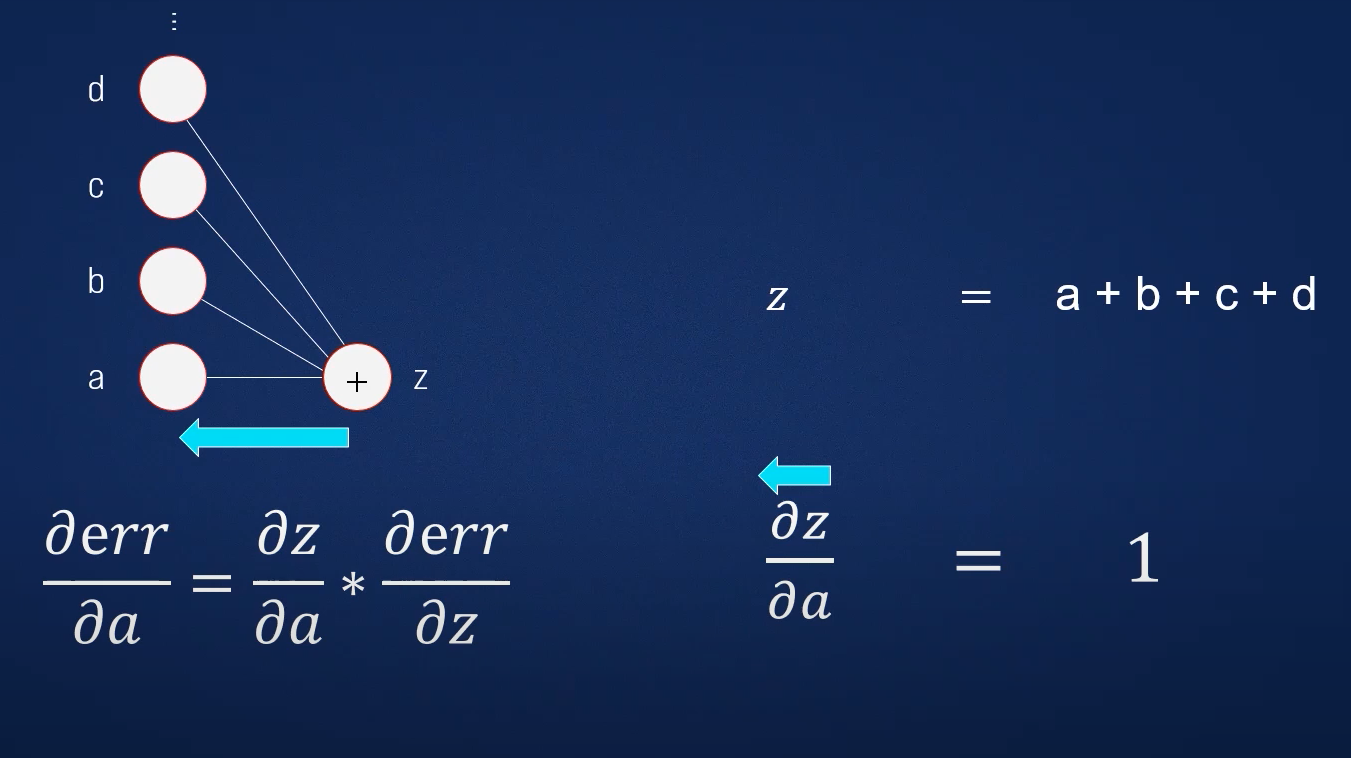 ⋮
d
c
b
a + z
z = a + b + c + d
∂err/∂a = ∂z/∂a * ∂err/∂z
∂z/∂a = 1